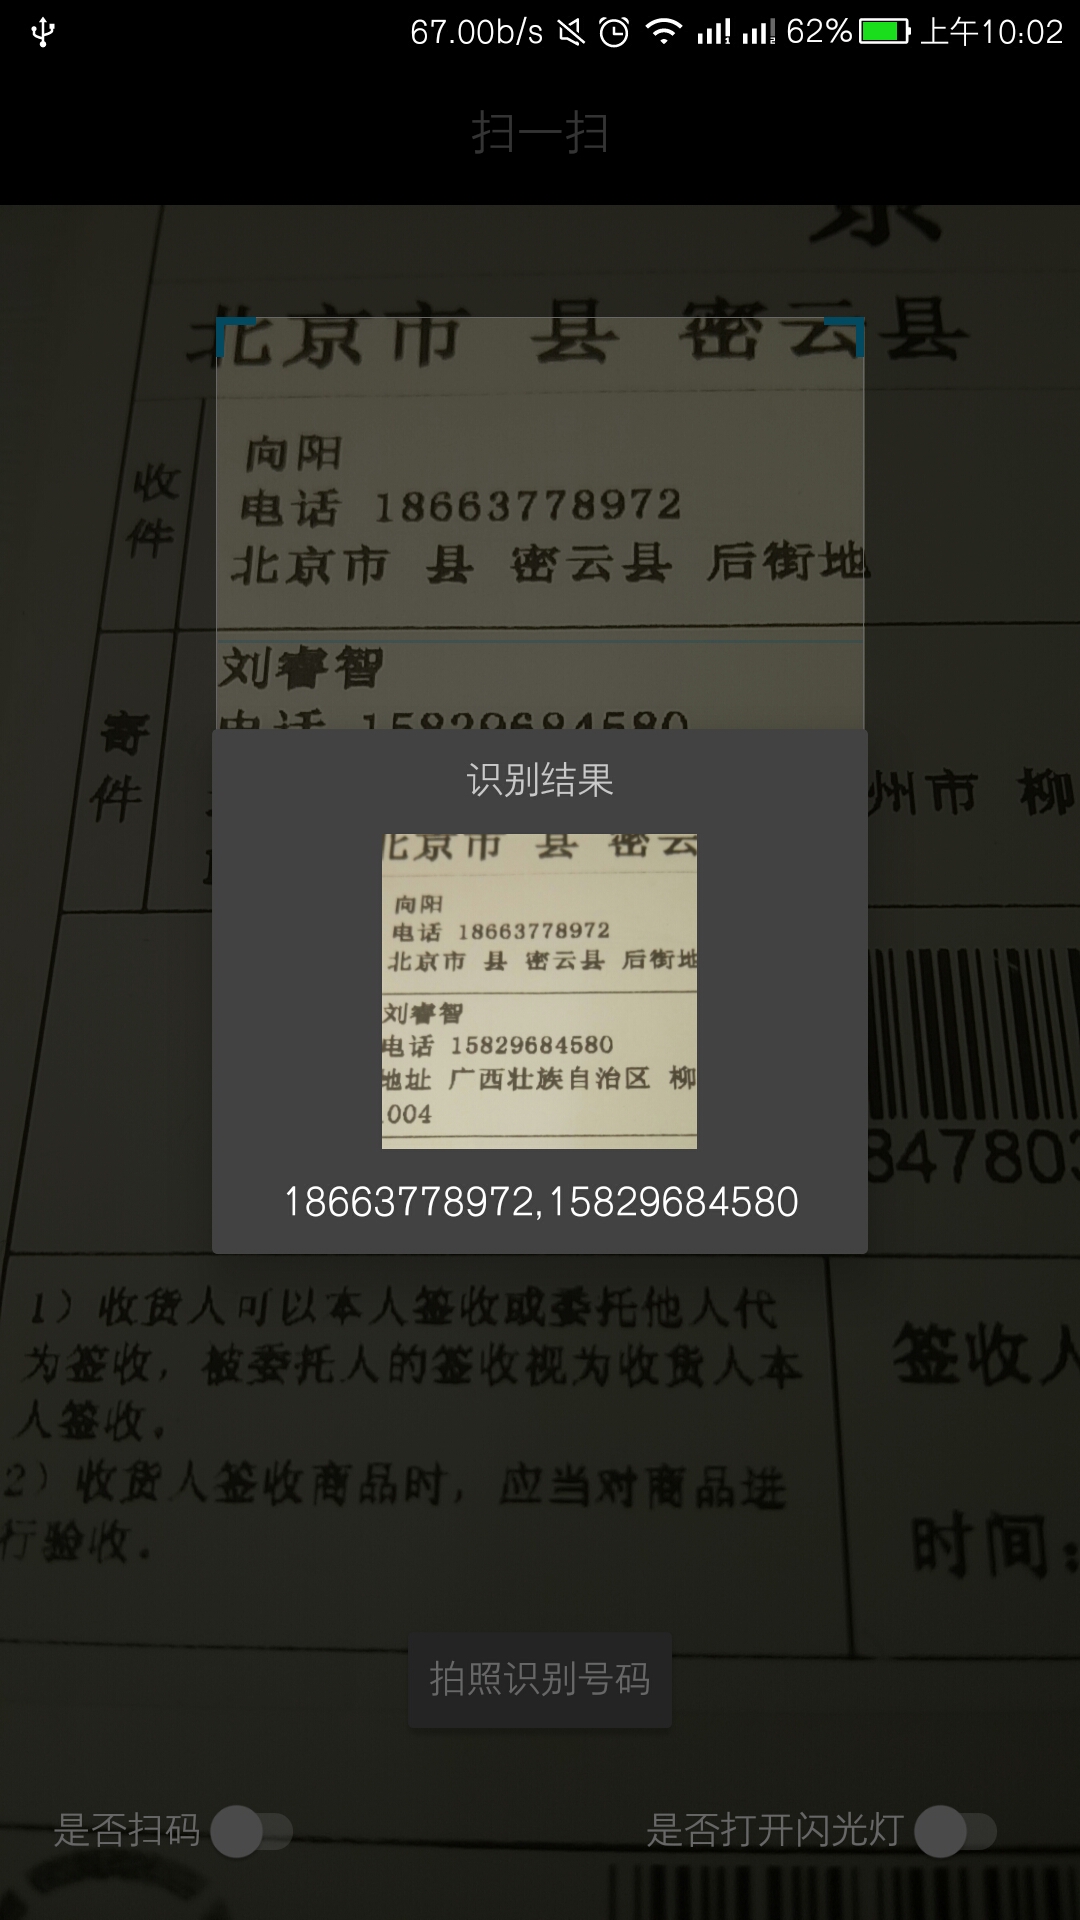 67.00b/s 62% 上午10:02
扫一扫
北京市 县 密云县
收件
向阳
电话 18663778972
北京市 县 密云县 后街地
寄件
刘睿智
电话 15829684580
州市 柳
识别结果
北京市 县 密云
向阳
电话 18663778972
北京市 县 密云县 后街地
刘睿智
电话 15829684580
地址 广西壮族自治区 柳
004
18663778972,15829684580
847803
1）收货人可以本人签收或委托他人代
为签收，被委托人的签收视为收货人本
人签收。
2）收货人签收商品时，应当对商品进
行验收。
签收人
时间：
拍照识别号码
是否扫码
是否打开闪光灯